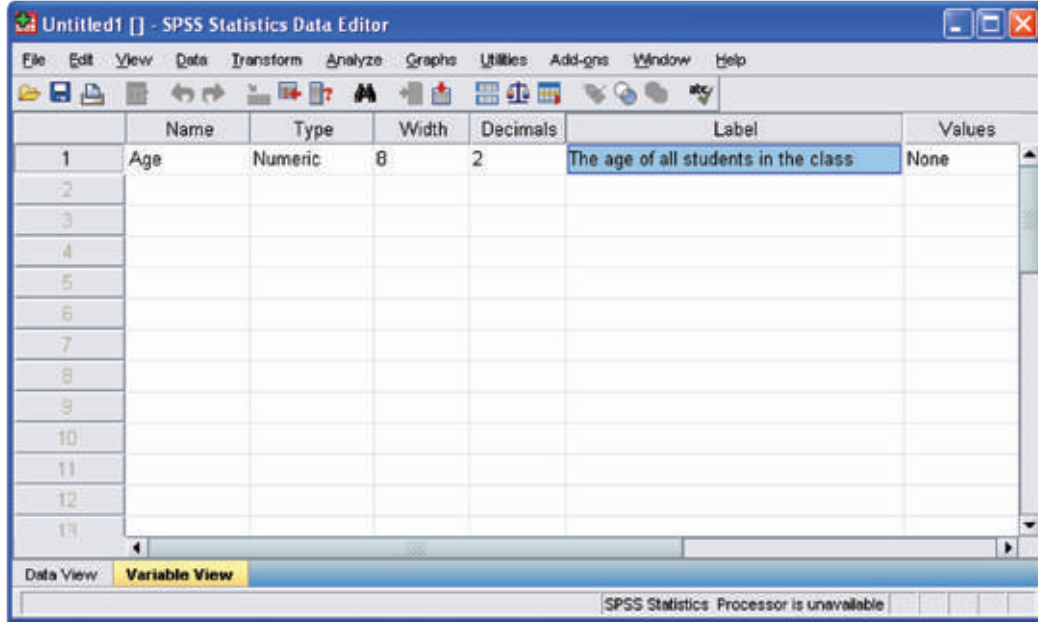 Untitled1 [] - SPSS Statistics Data Editor
File Edit View Data Transform Analyze Graphs Utilities Add-ons Window Help
Name Type Width Decimals Label Values
1 Age Numeric 8 2 The age of all students in the class None
2
3
4
5
6
7
8
9
10
11
12
13
Data View Variable View
SPSS Statistics Processor is unavailable